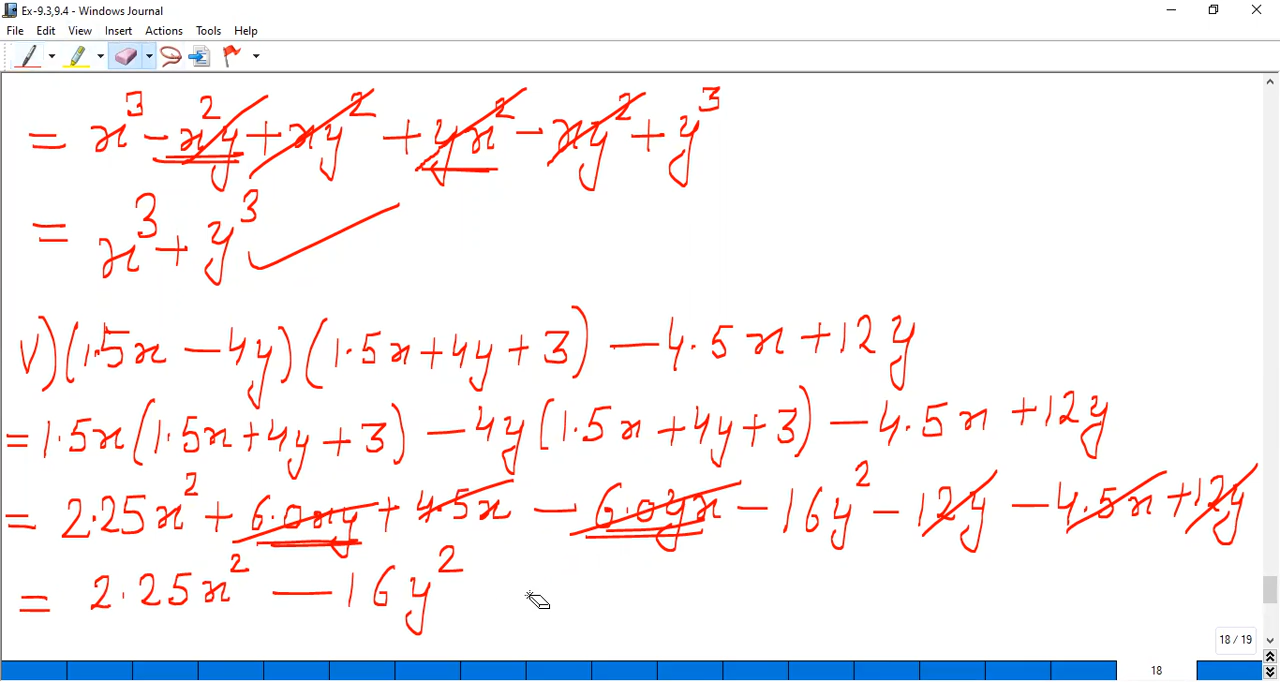 Ex-9.3,9.4 - Windows Journal
File Edit View Insert Actions Tools Help
= x³ - x²y + xy² + yx² - xy² + y³
= x³ + y³
V) (1.5x - 4y) (1.5x + 4y + 3) - 4.5x + 12y
= 1.5x (1.5x + 4y + 3) - 4y (1.5x + 4y + 3) - 4.5x + 12y
= 2.25x² + 6.0xy + 4.5x - 6.0yx - 16y² - 12y - 4.5x + 12y
= 2.25x² - 16y²
18 / 19
18